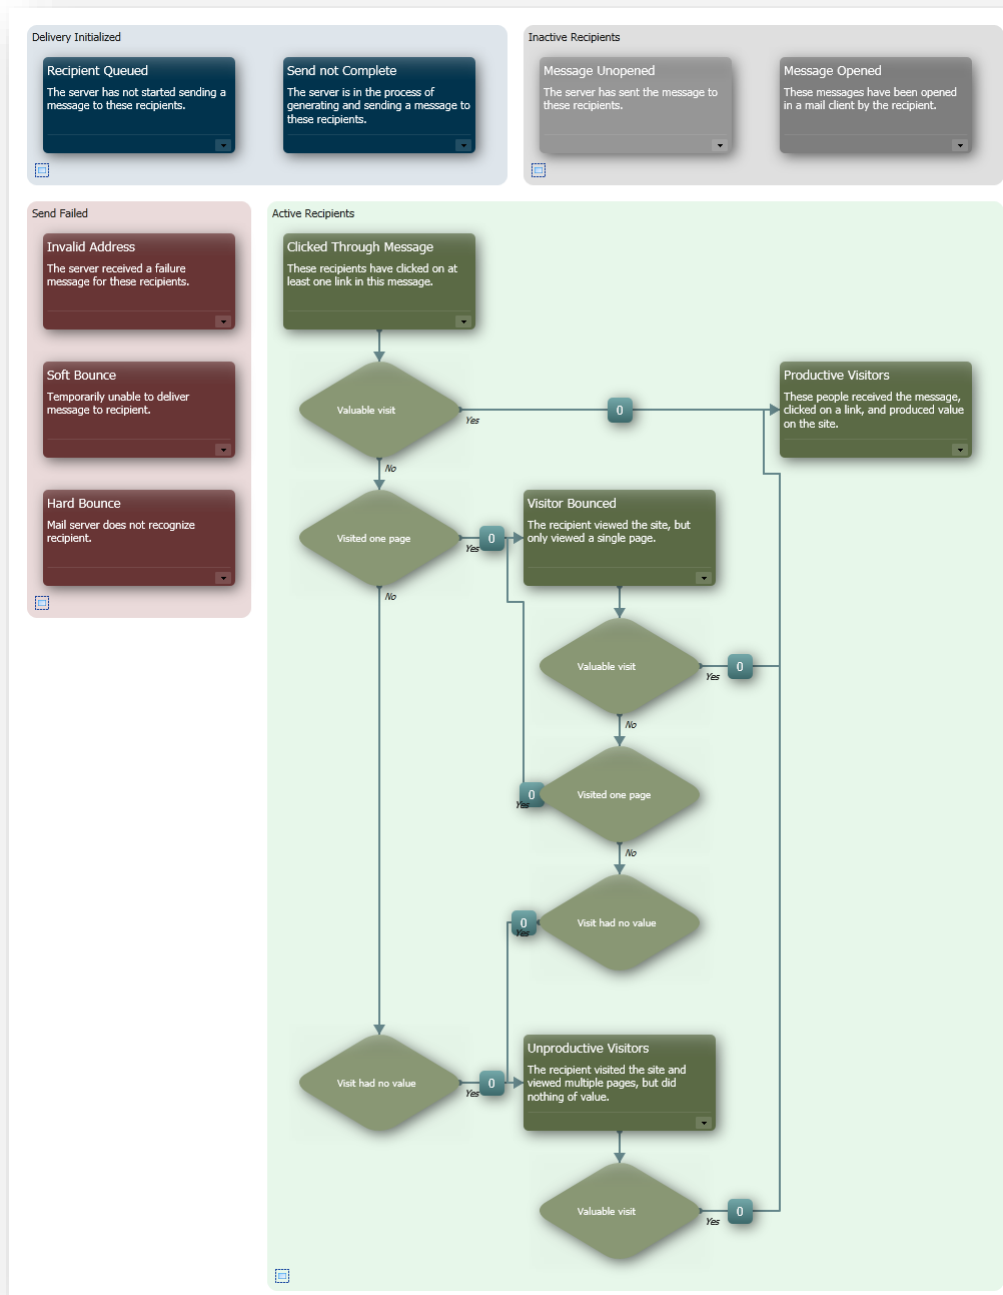 Delivery Initialized
Recipient Queued
The server has not started sending a
message to these recipients.
Send not Complete
The server is in the process of
generating and sending a message to
these recipients.
Inactive Recipients
Message Unopened
The server has sent the message to
these recipients.
Message Opened
These messages have been opened
in a mail client by the recipient.
Send Failed
Invalid Address
The server received a failure
message for these recipients.
Soft Bounce
Temporarily unable to deliver
message to recipient.
Hard Bounce
Mail server does not recognize
recipient.
Active Recipients
Clicked Through Message
These recipients have clicked on at
least one link in this message.
Valuable visit
Yes
0
Productive Visitors
These people received the message,
clicked on a link, and produced value
on the site.
No
Visited one page
Yes
0
Visitor Bounced
The recipient viewed the site, but
only viewed a single page.
No
Valuable visit
Yes
0
No
Visited one page
0
Yes
No
Visit had no value
0
Yes
Visit had no value
Yes
0
Unproductive Visitors
The recipient visited the site and
viewed multiple pages, but did
nothing of value.
Valuable visit
Yes
0